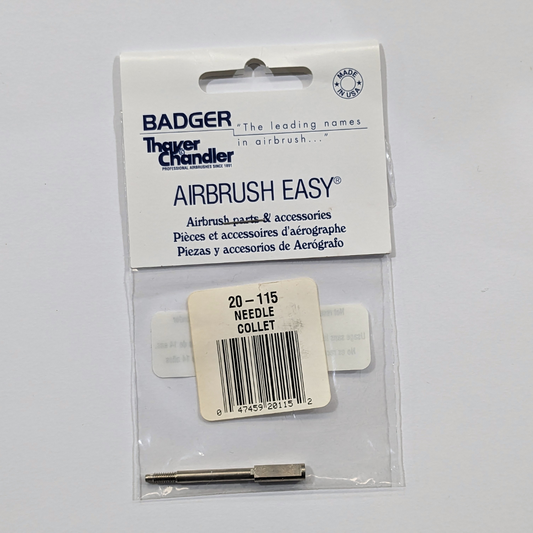 MADE
IN USA
BADGER
"The leading names
in airbrush..."
Thayer
& Chandler
PROFESSIONAL AIRBRUSHES SINCE 1891
AIRBRUSH EASY®
Airbrush parts & accessories
Pièces et accessoires d'aérographe
Piezas y accesorios de Aerógrafo
20-115
NEEDLE
COLLET
0 47459 20115 2